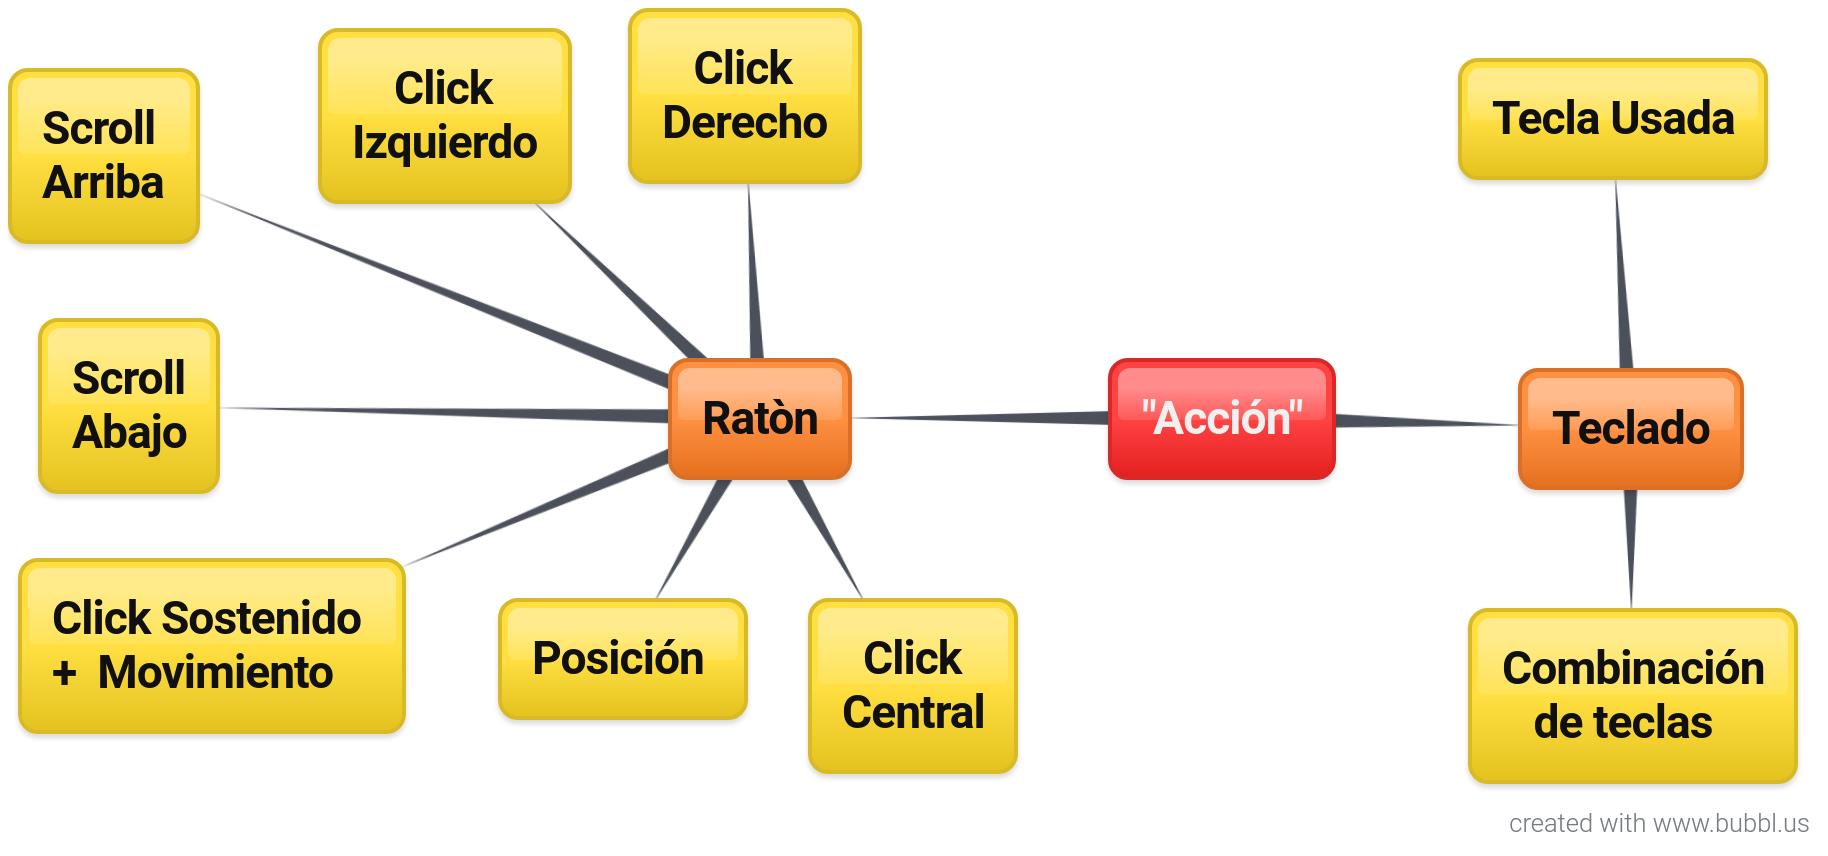 Scroll
Arriba
Click
Izquierdo
Click
Derecho
Tecla Usada
Scroll
Abajo
Ratòn
"Acción"
Teclado
Click Sostenido
+ Movimiento
Posición
Click
Central
Combinación
de teclas
created with www.bubbl.us